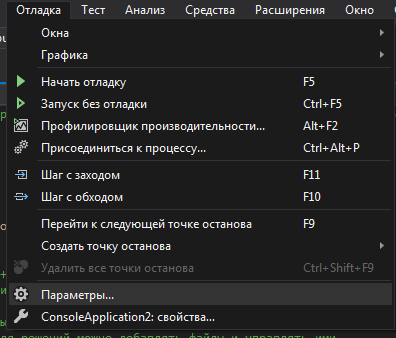 Отладка Тест Анализ Средства Расширения Окно
Окна
Графика
Начать отладку F5
Запуск без отладки Ctrl+F5
Профилировщик производительности... Alt+F2
Присоединиться к процессу... Ctrl+Alt+P
Шаг с заходом F11
Шаг с обходом F10
Перейти к следующей точке останова F9
Создать точку останова
Удалить все точки останова Ctrl+Shift+F9
Параметры...
ConsoleApplication2: свойства...